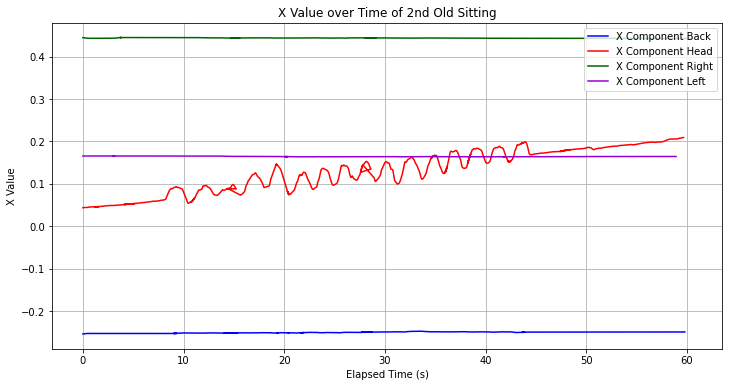 X Value over Time of 2nd Old Sitting
X Component Back
X Component Head
X Component Right
X Component Left
0.4
0.3
0.2
0.1
0.0
−0.1
−0.2
X Value
0
10
20
30
40
50
60
Elapsed Time (s)